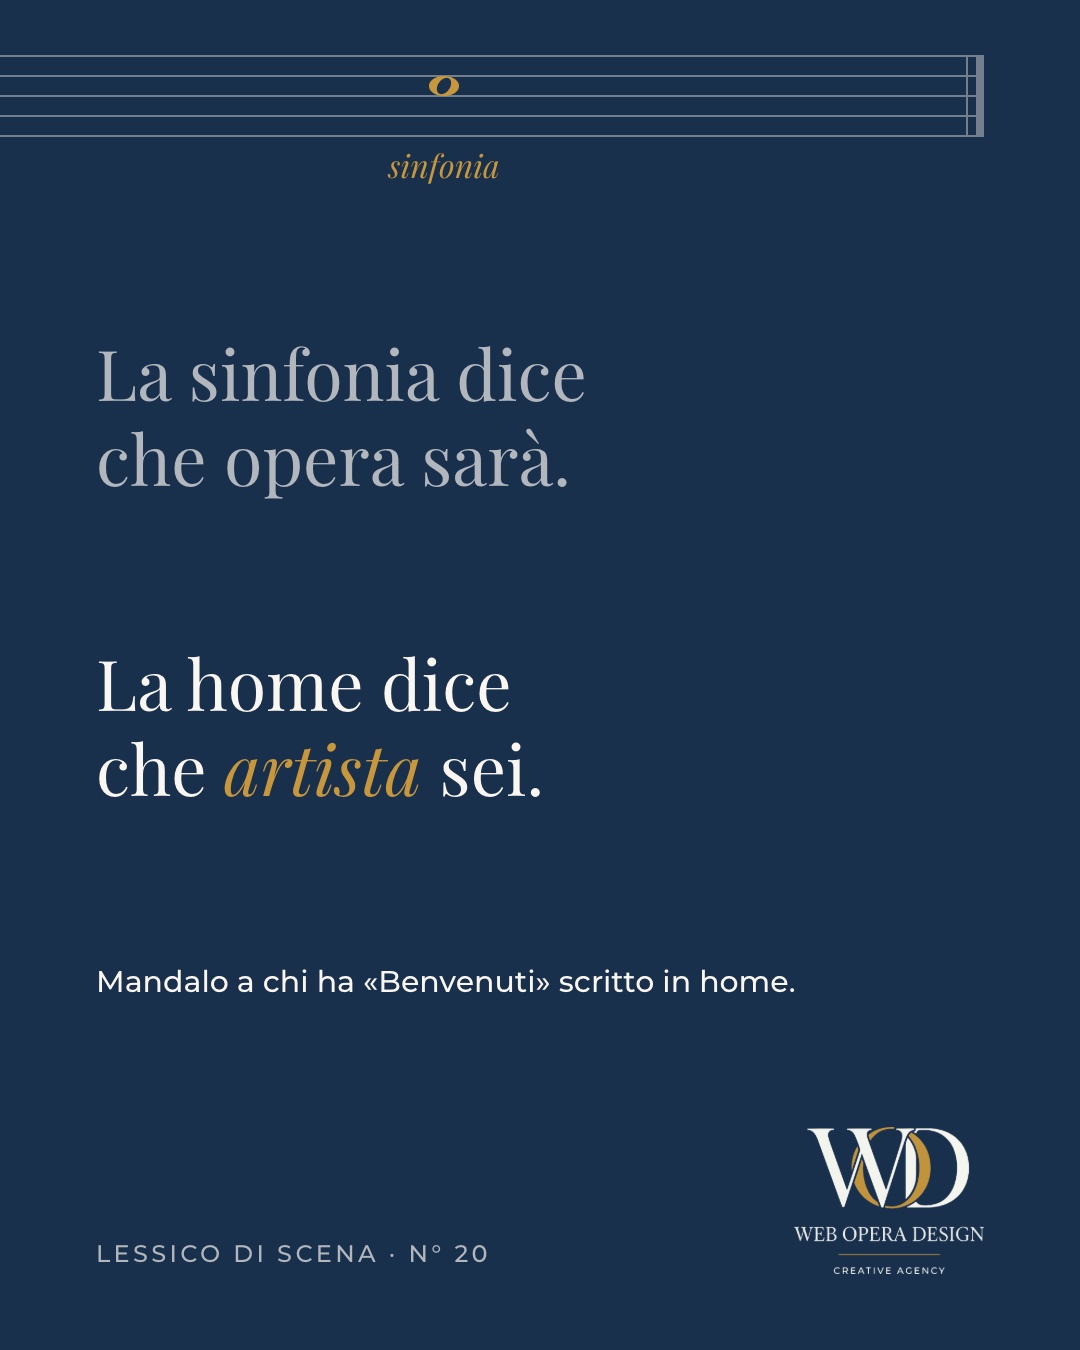 sinfonia
La sinfonia dice
che opera sarà.
La home dice
che artista sei.
Mandalo a chi ha «Benvenuti» scritto in home.
WOD
WEB OPERA DESIGN
CREATIVE AGENCY
LESSICO DI SCENA · N° 20